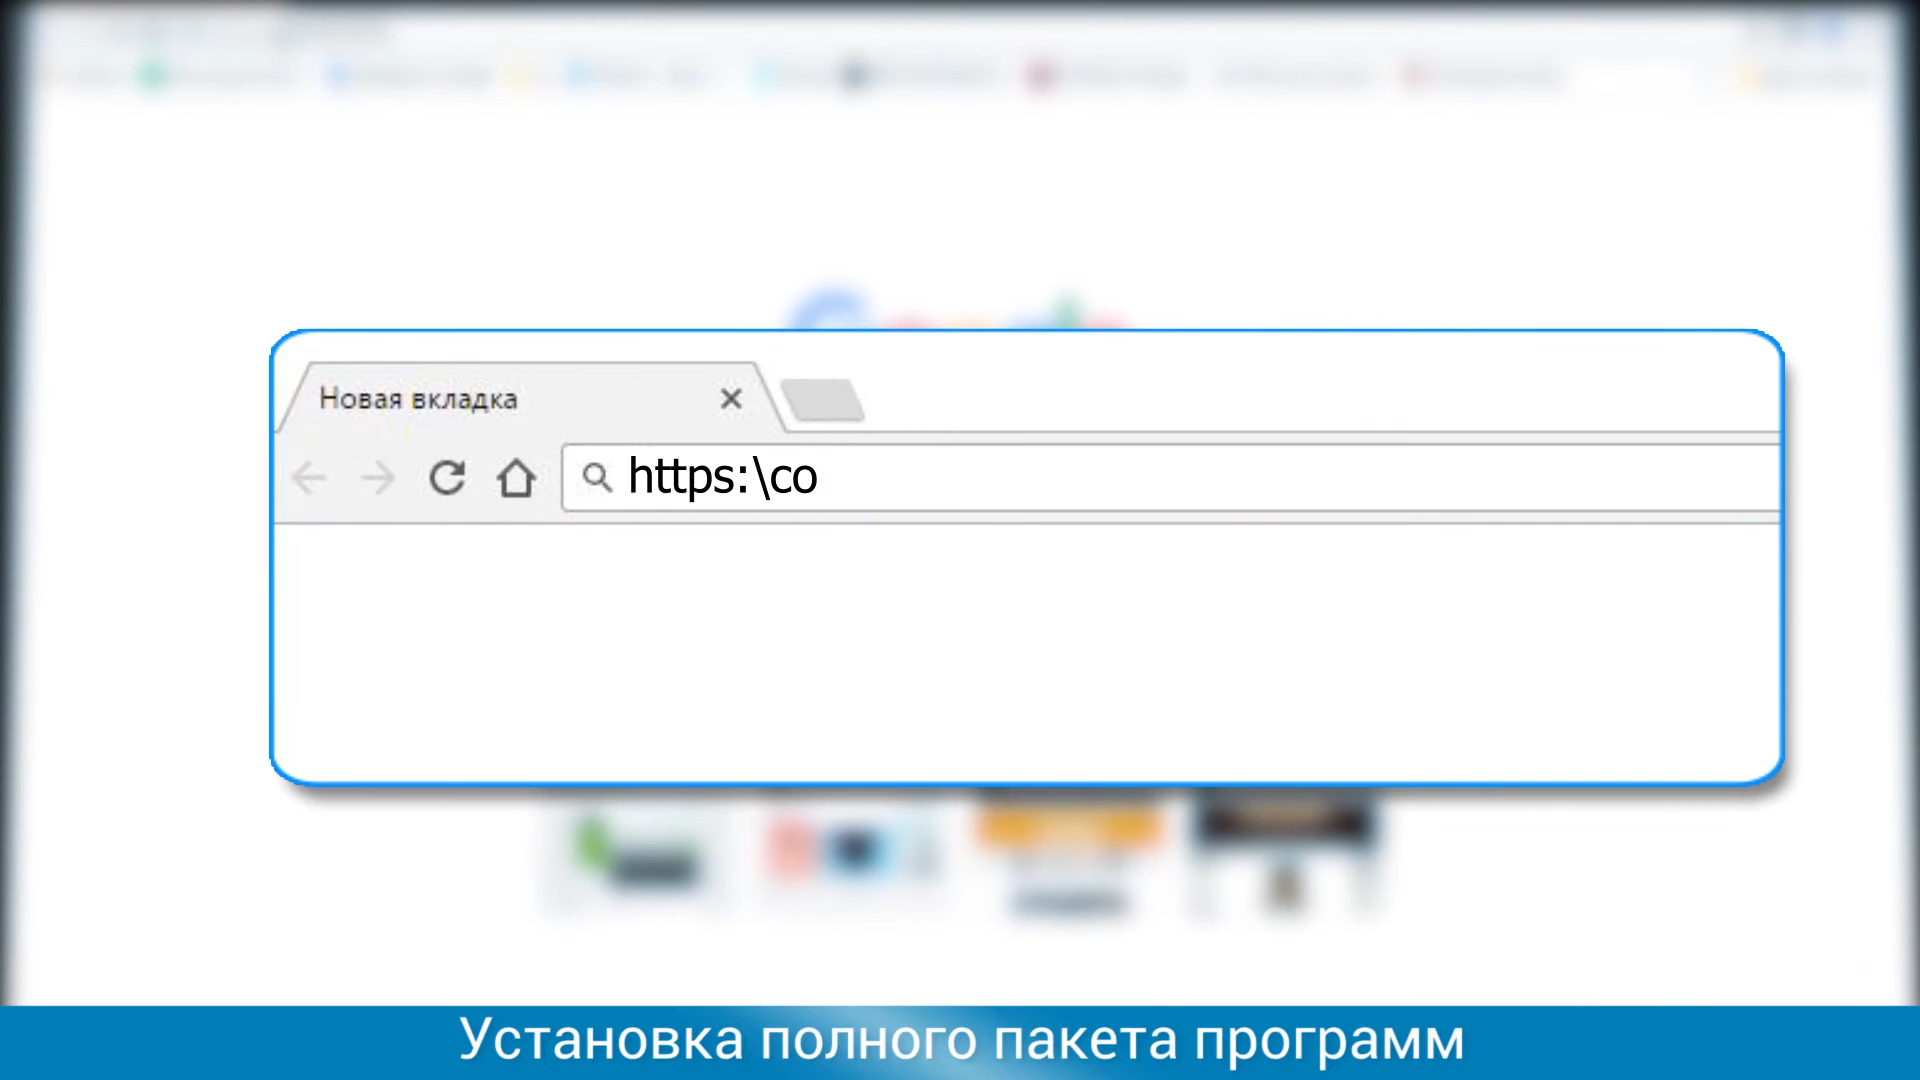 Новая вкладка
https:\co
Установка полного пакета программ